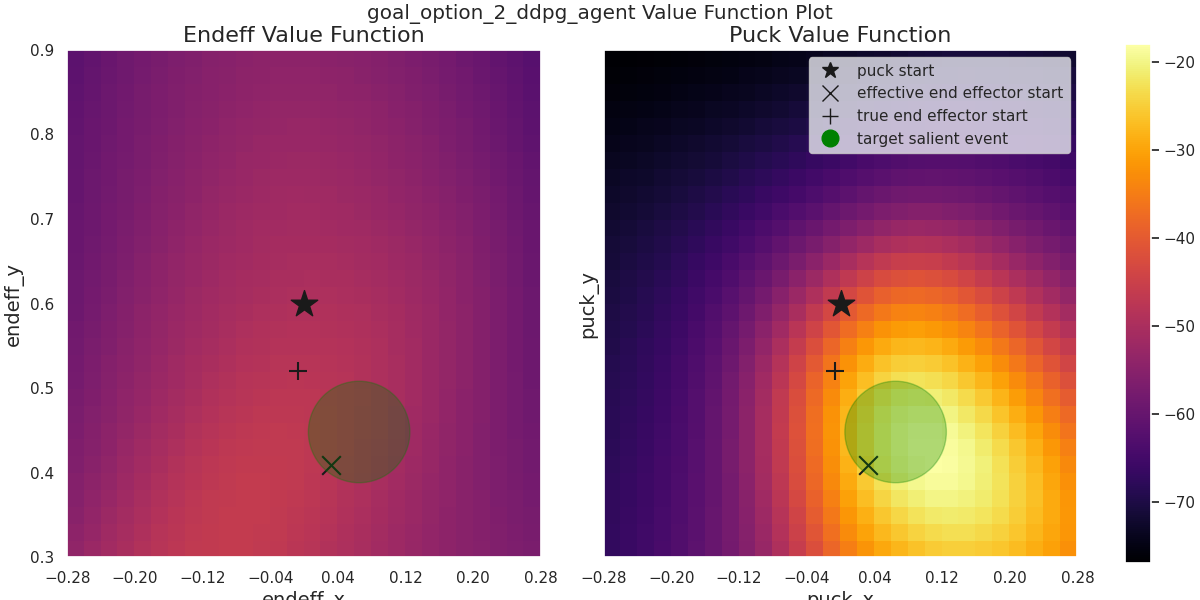 goal_option_2_ddpg_agent Value Function Plot
Endeff Value Function
Puck Value Function
endeff_y
0.9
0.8
0.7
0.6
0.5
0.4
0.3
−0.28 −0.20 −0.12 −0.04 0.04 0.12 0.20 0.28
endeff_x
puck_y
puck start
effective end effector start
true end effector start
target salient event
−0.28 −0.20 −0.12 −0.04 0.04 0.12 0.20 0.28
puck_x
−20
−30
−40
−50
−60
−70